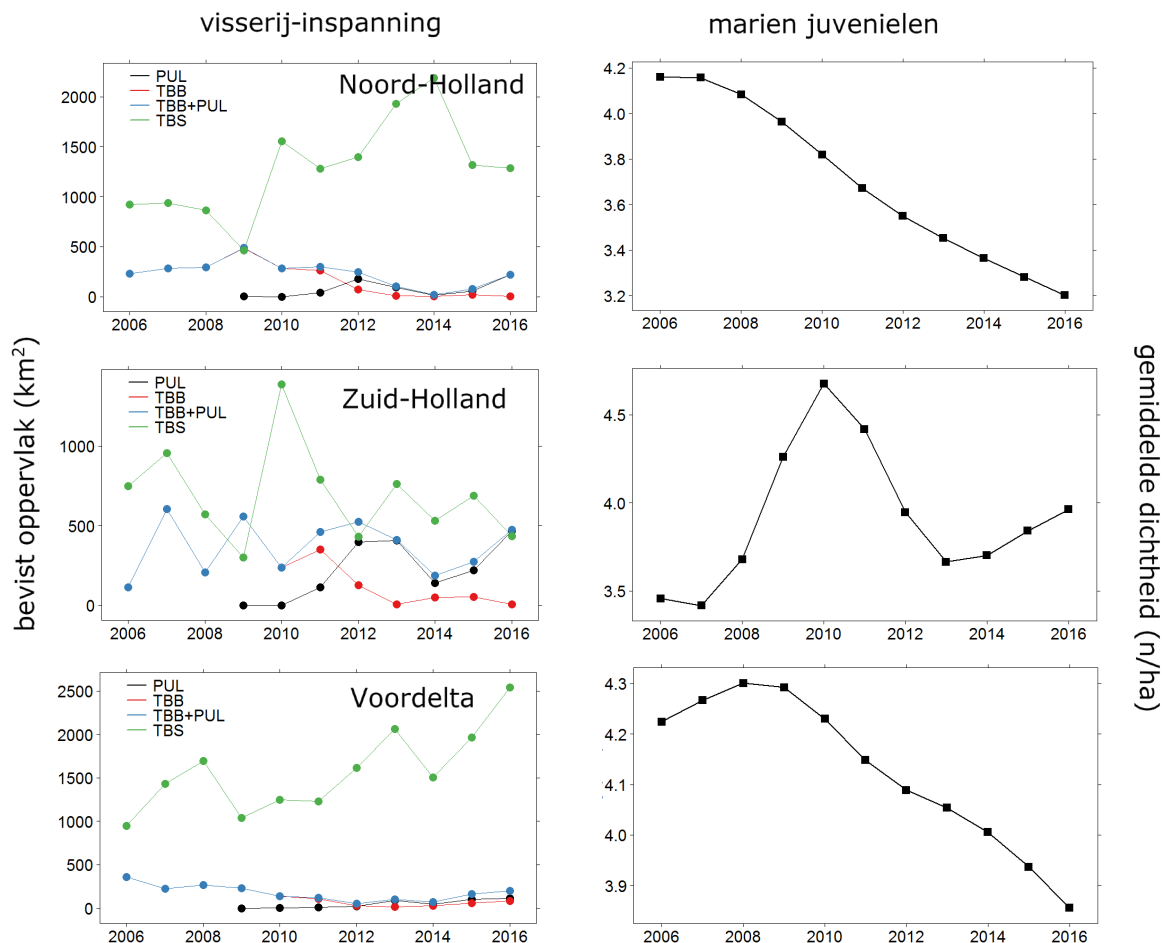 visserij-inspanning
marien juvenielen
Noord-Holland
PUL
TBB
TBB+PUL
TBS
2000
1500
1000
500
0
2006 2008 2010 2012 2014 2016
4.2
4.0
3.8
3.6
3.4
3.2
2006 2008 2010 2012 2014 2016
Zuid-Holland
PUL
TBB
TBB+PUL
TBS
1000
500
0
2006 2008 2010 2012 2014 2016
4.5
4.0
3.5
2006 2008 2010 2012 2014 2016
Voordelta
PUL
TBB
TBB+PUL
TBS
2500
2000
1500
1000
500
0
2006 2008 2010 2012 2014 2016
4.3
4.2
4.1
4.0
3.9
2006 2008 2010 2012 2014 2016
bevist oppervlak (km²)
gemiddelde dichtheid (n/ha)